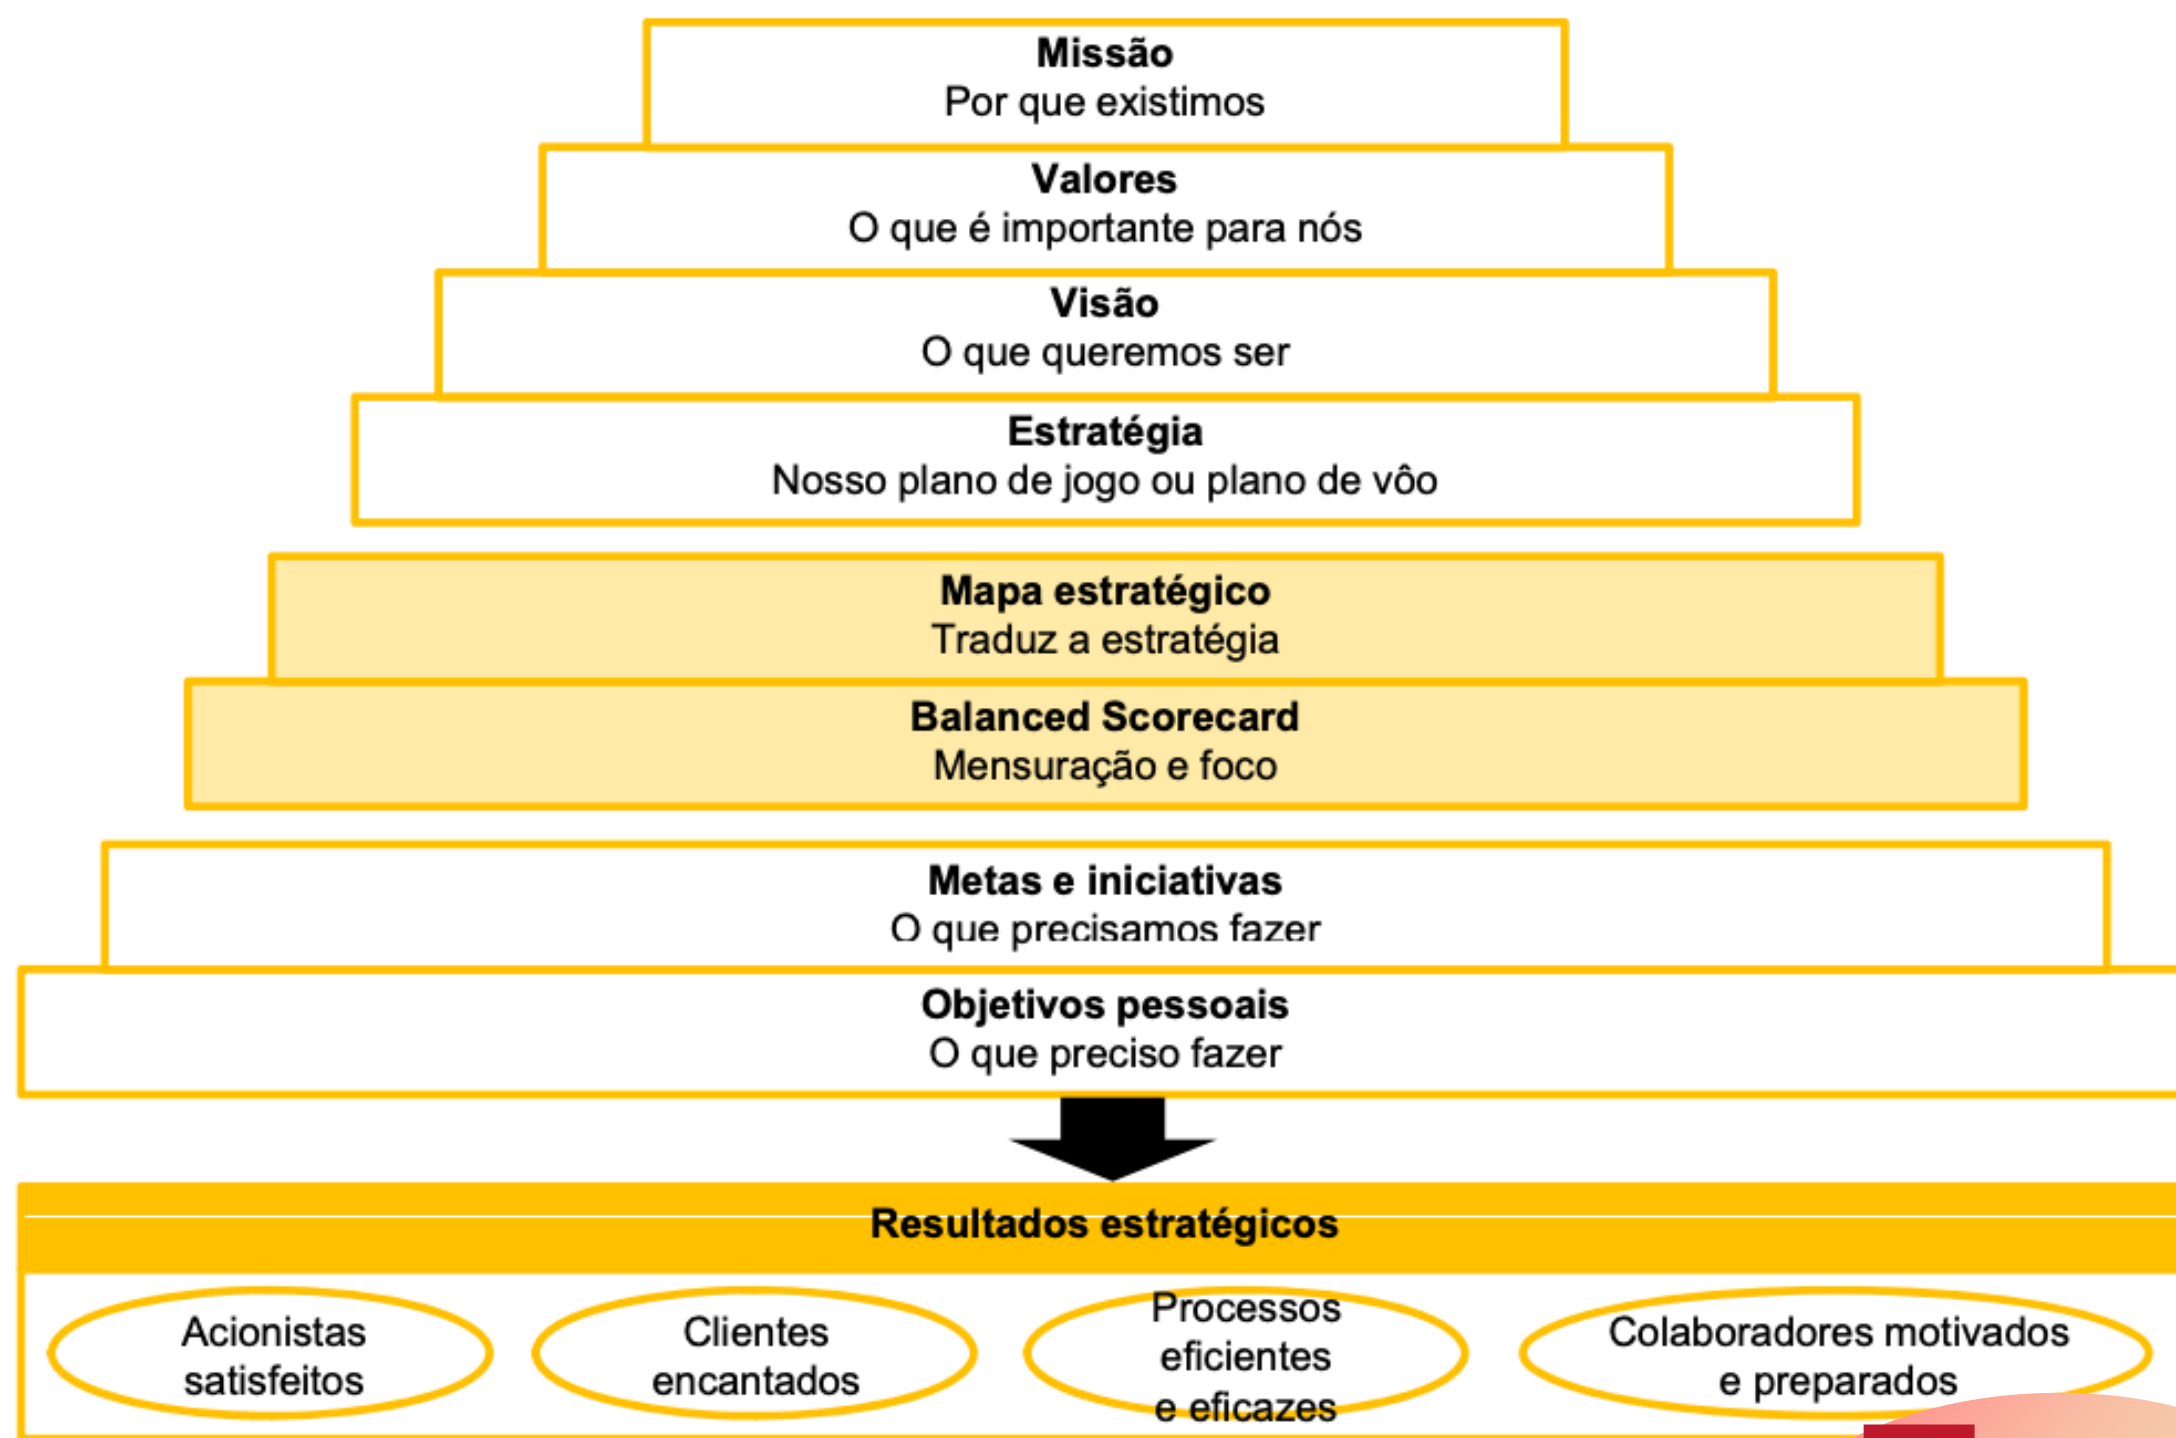 Missão
Por que existimos
Valores
O que é importante para nós
Visão
O que queremos ser
Estratégia
Nosso plano de jogo ou plano de vôo
Mapa estratégico
Traduz a estratégia
Balanced Scorecard
Mensuração e foco
Metas e iniciativas
O que precisamos fazer
Objetivos pessoais
O que preciso fazer
Resultados estratégicos
Acionistas
satisfeitos
Clientes
encantados
Processos
eficientes
e eficazes
Colaboradores motivados
e preparados